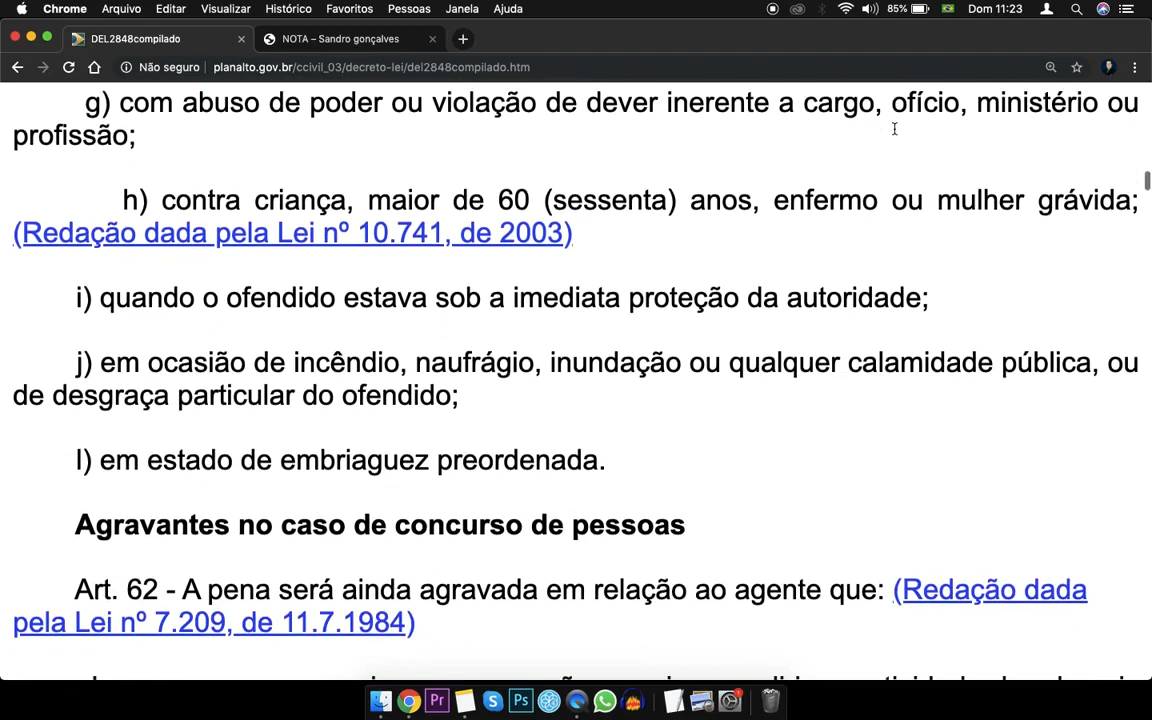 Chrome Arquivo Editar Visualizar Histórico Favoritos Pessoas Janela Ajuda 85% Dom 11:23
DEL2848compilado NOTA – Sandro gonçalves
Não seguro planalto.gov.br/ccivil_03/decreto-lei/del2848compilado.htm
g) com abuso de poder ou violação de dever inerente a cargo, ofício, ministério ou
profissão;
h) contra criança, maior de 60 (sessenta) anos, enfermo ou mulher grávida;
(Redação dada pela Lei nº 10.741, de 2003)
i) quando o ofendido estava sob a imediata proteção da autoridade;
j) em ocasião de incêndio, naufrágio, inundação ou qualquer calamidade pública, ou
de desgraça particular do ofendido;
l) em estado de embriaguez preordenada.
Agravantes no caso de concurso de pessoas
Art. 62 - A pena será ainda agravada em relação ao agente que: (Redação dada
pela Lei nº 7.209, de 11.7.1984)
Pr Ps 1